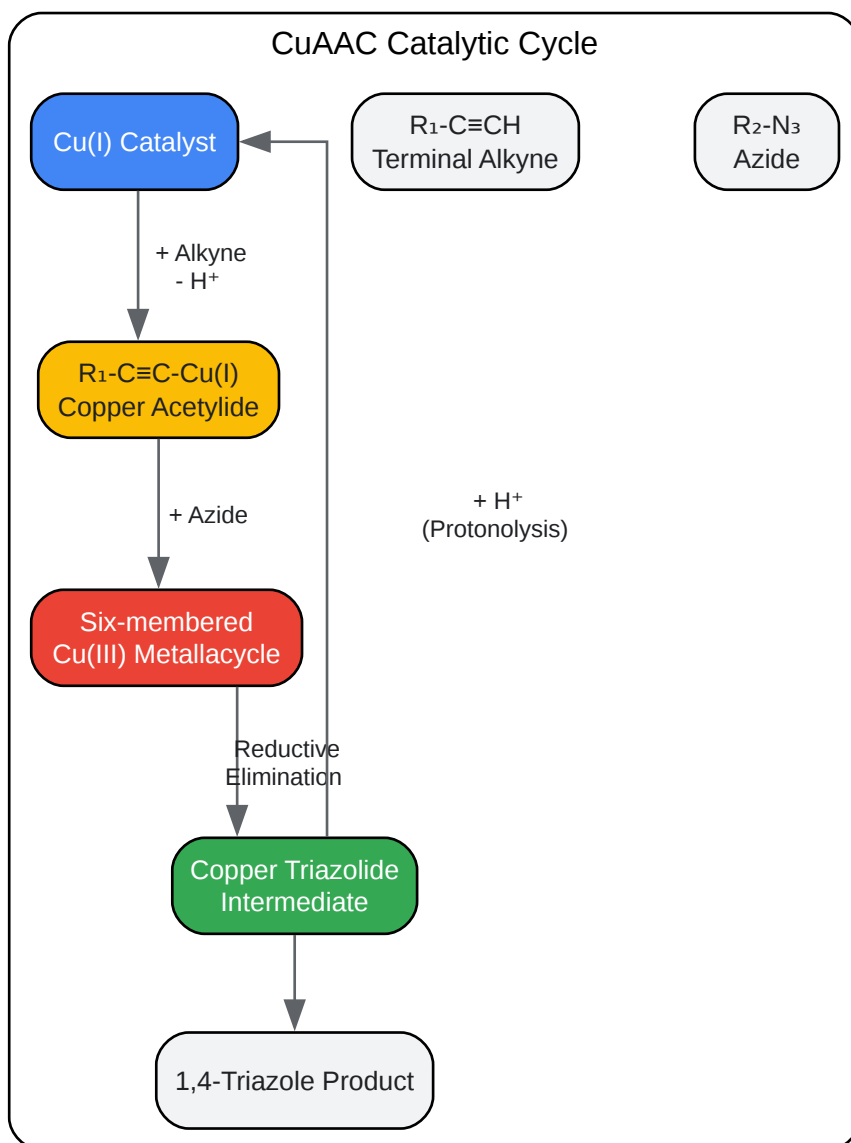 CuAAC Catalytic Cycle
Cu(I) Catalyst
R₁-C≡CH
Terminal Alkyne
R₂-N₃
Azide
+ Alkyne
- H⁺
R₁-C≡C-Cu(I)
Copper Acetylide
+ Azide
+ H⁺
(Protonolysis)
Six-membered
Cu(III) Metallacycle
Reductive
Elimination
Copper Triazolide
Intermediate
1,4-Triazole Product